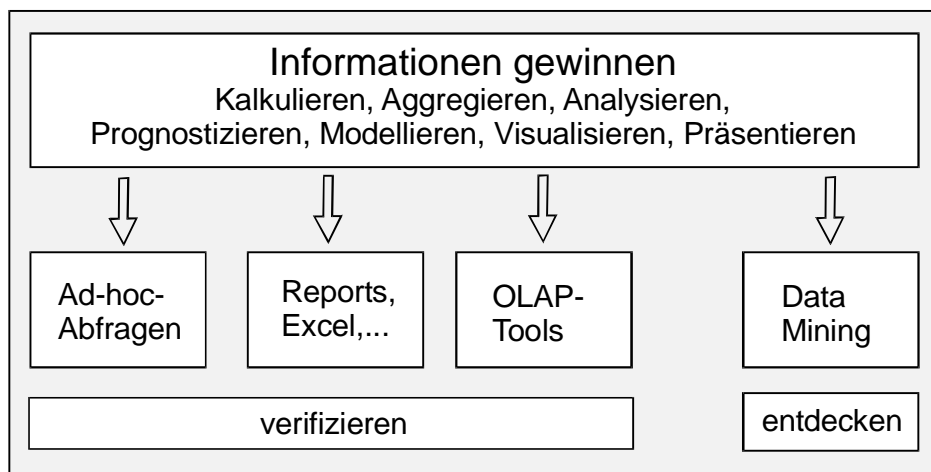 Informationen gewinnen
Kalkulieren, Aggregieren, Analysieren,
Prognostizieren, Modellieren, Visualisieren, Präsentieren
Ad-hoc-
Abfragen
Reports,
Excel,...
OLAP-
Tools
Data
Mining
verifizieren
entdecken